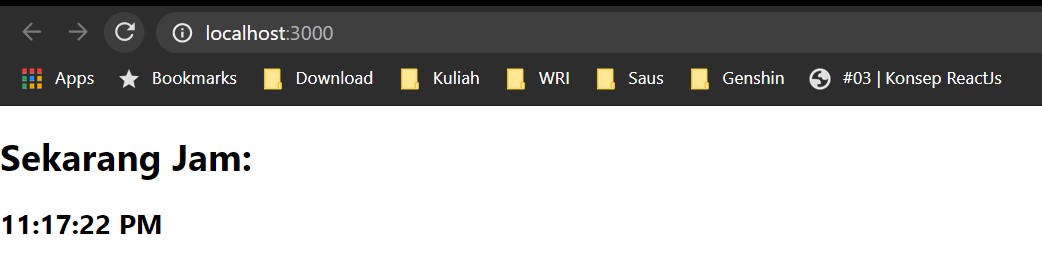 localhost:3000
Apps Bookmarks Download Kuliah WRI Saus Genshin #03 | Konsep ReactJs
Sekarang Jam:
11:17:22 PM